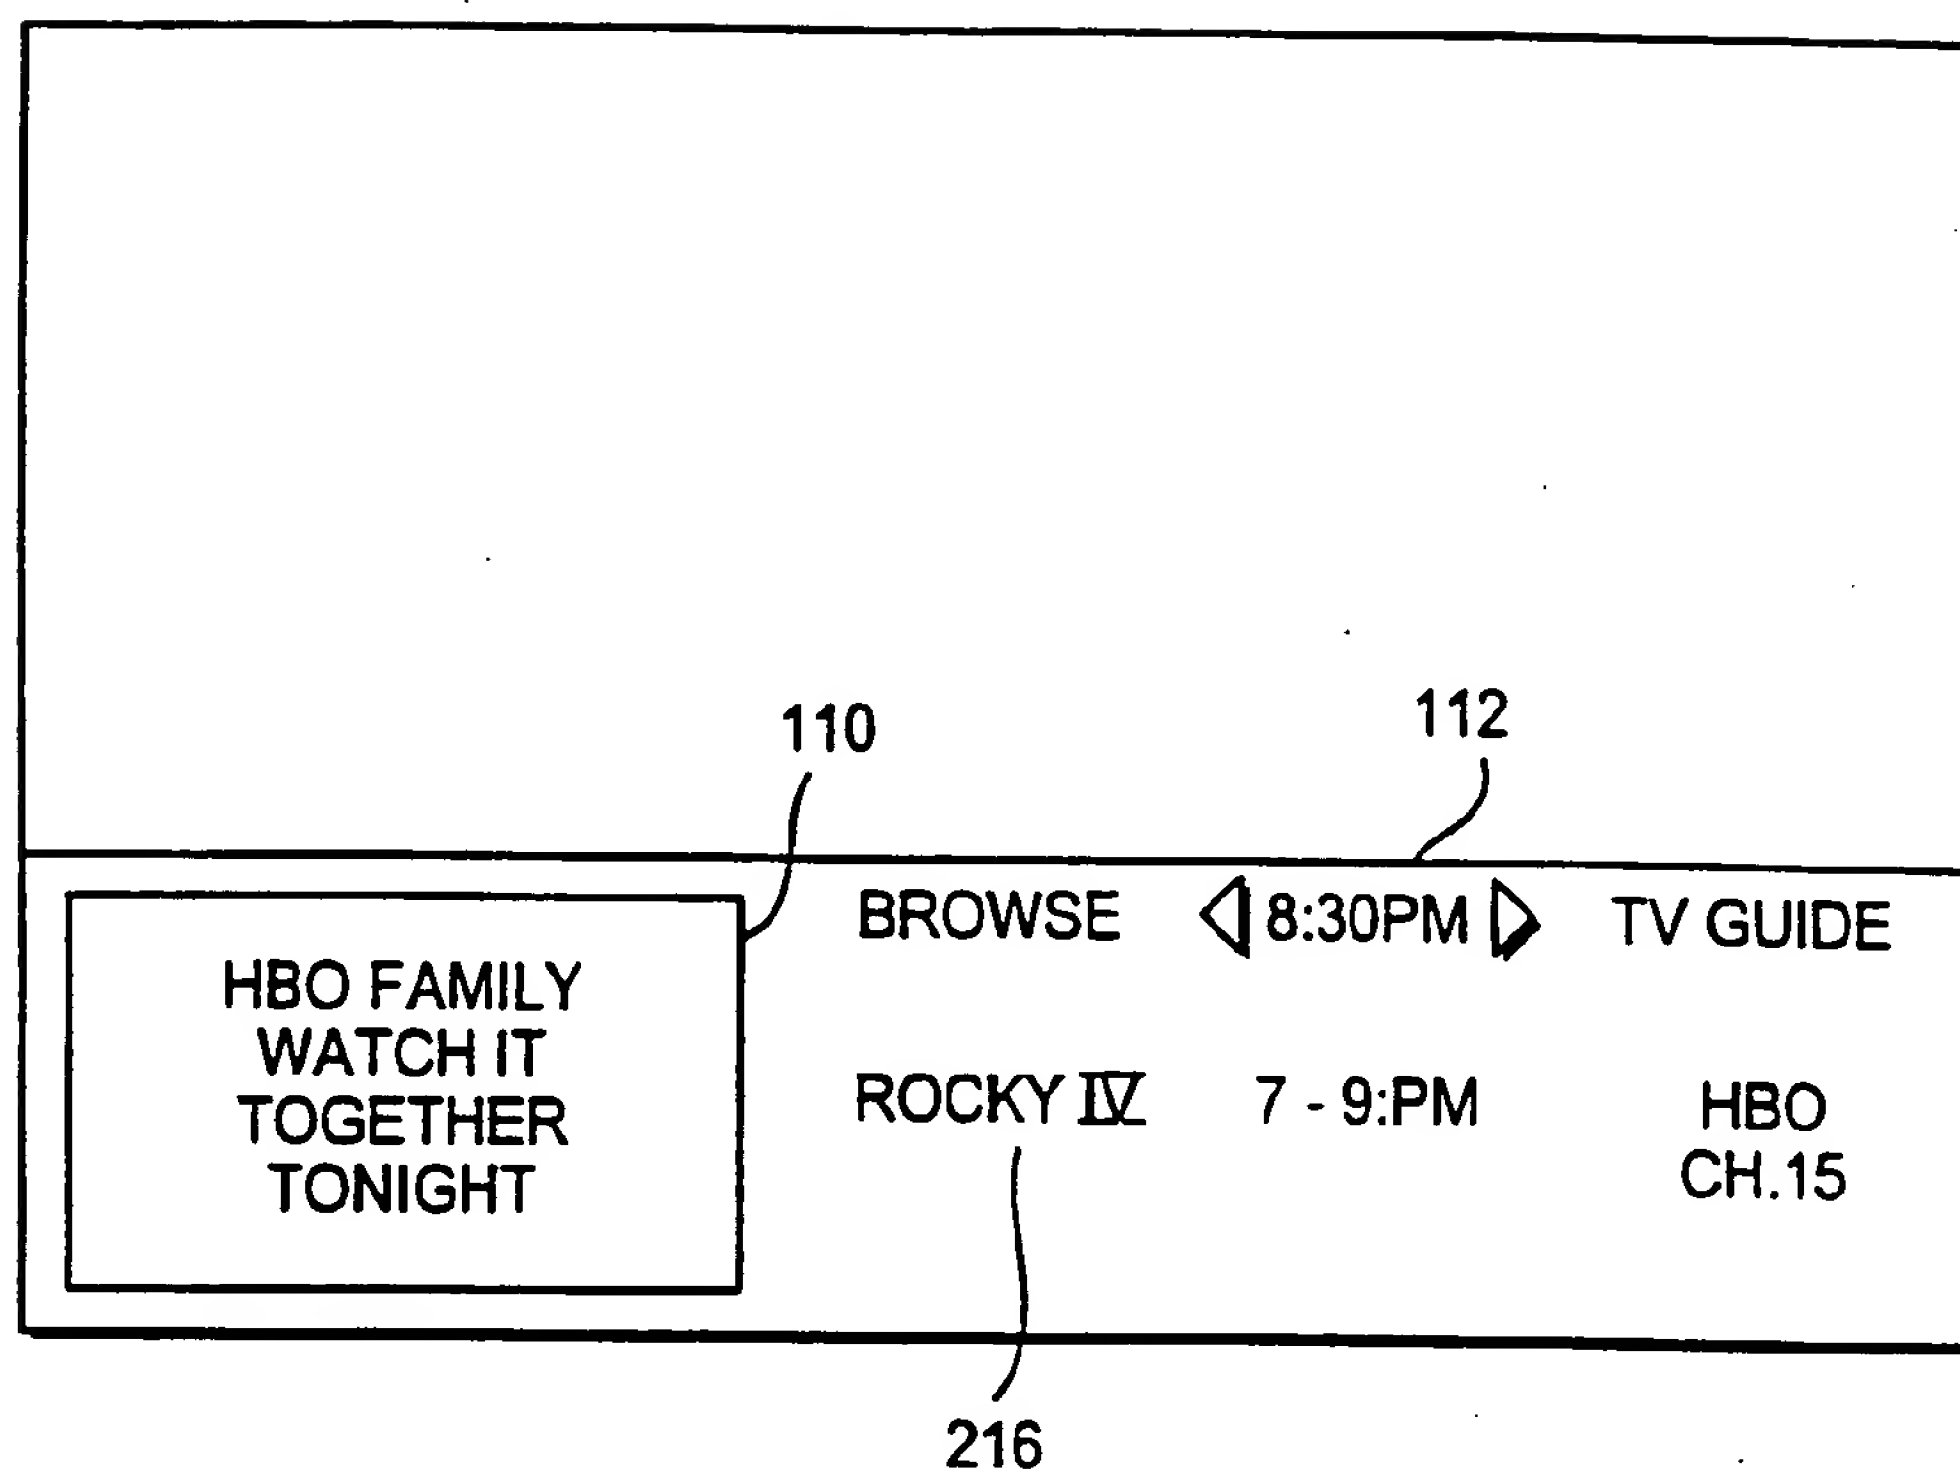 110
112
BROWSE 8:30PM TV GUIDE
HBO FAMILY
WATCH IT
TOGETHER
TONIGHT
ROCKY IV 7 - 9:PM HBO
CH.15
216